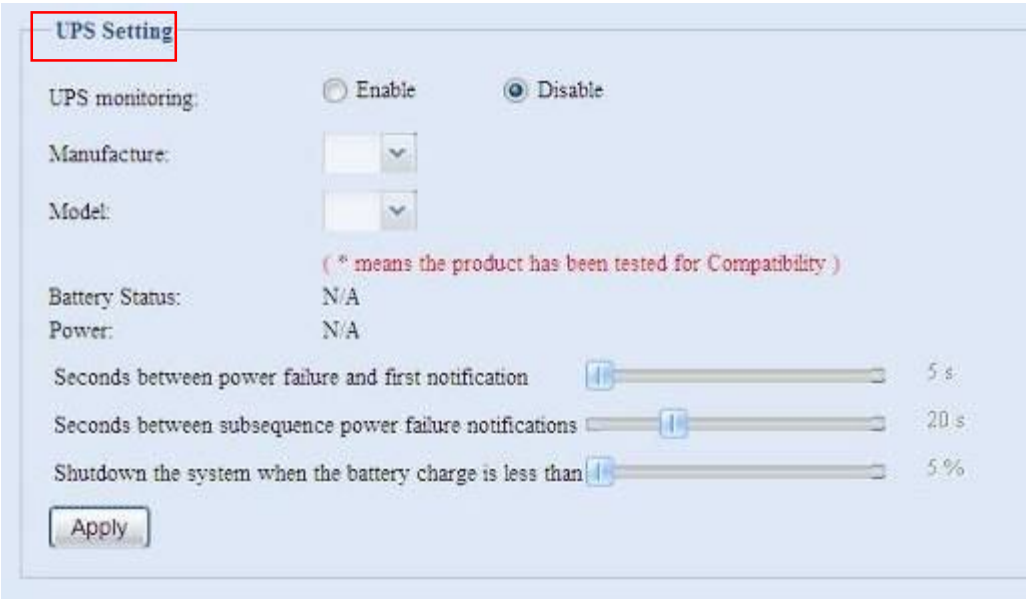 UPS Setting
UPS monitoring: Enable Disable
Manufacture:
Model:
( * means the product has been tested for Compatibility )
Battery Status: N/A
Power: N/A
Seconds between power failure and first notification 5 s
Seconds between subsequence power failure notifications 20 s
Shutdown the system when the battery charge is less than 5 %
Apply